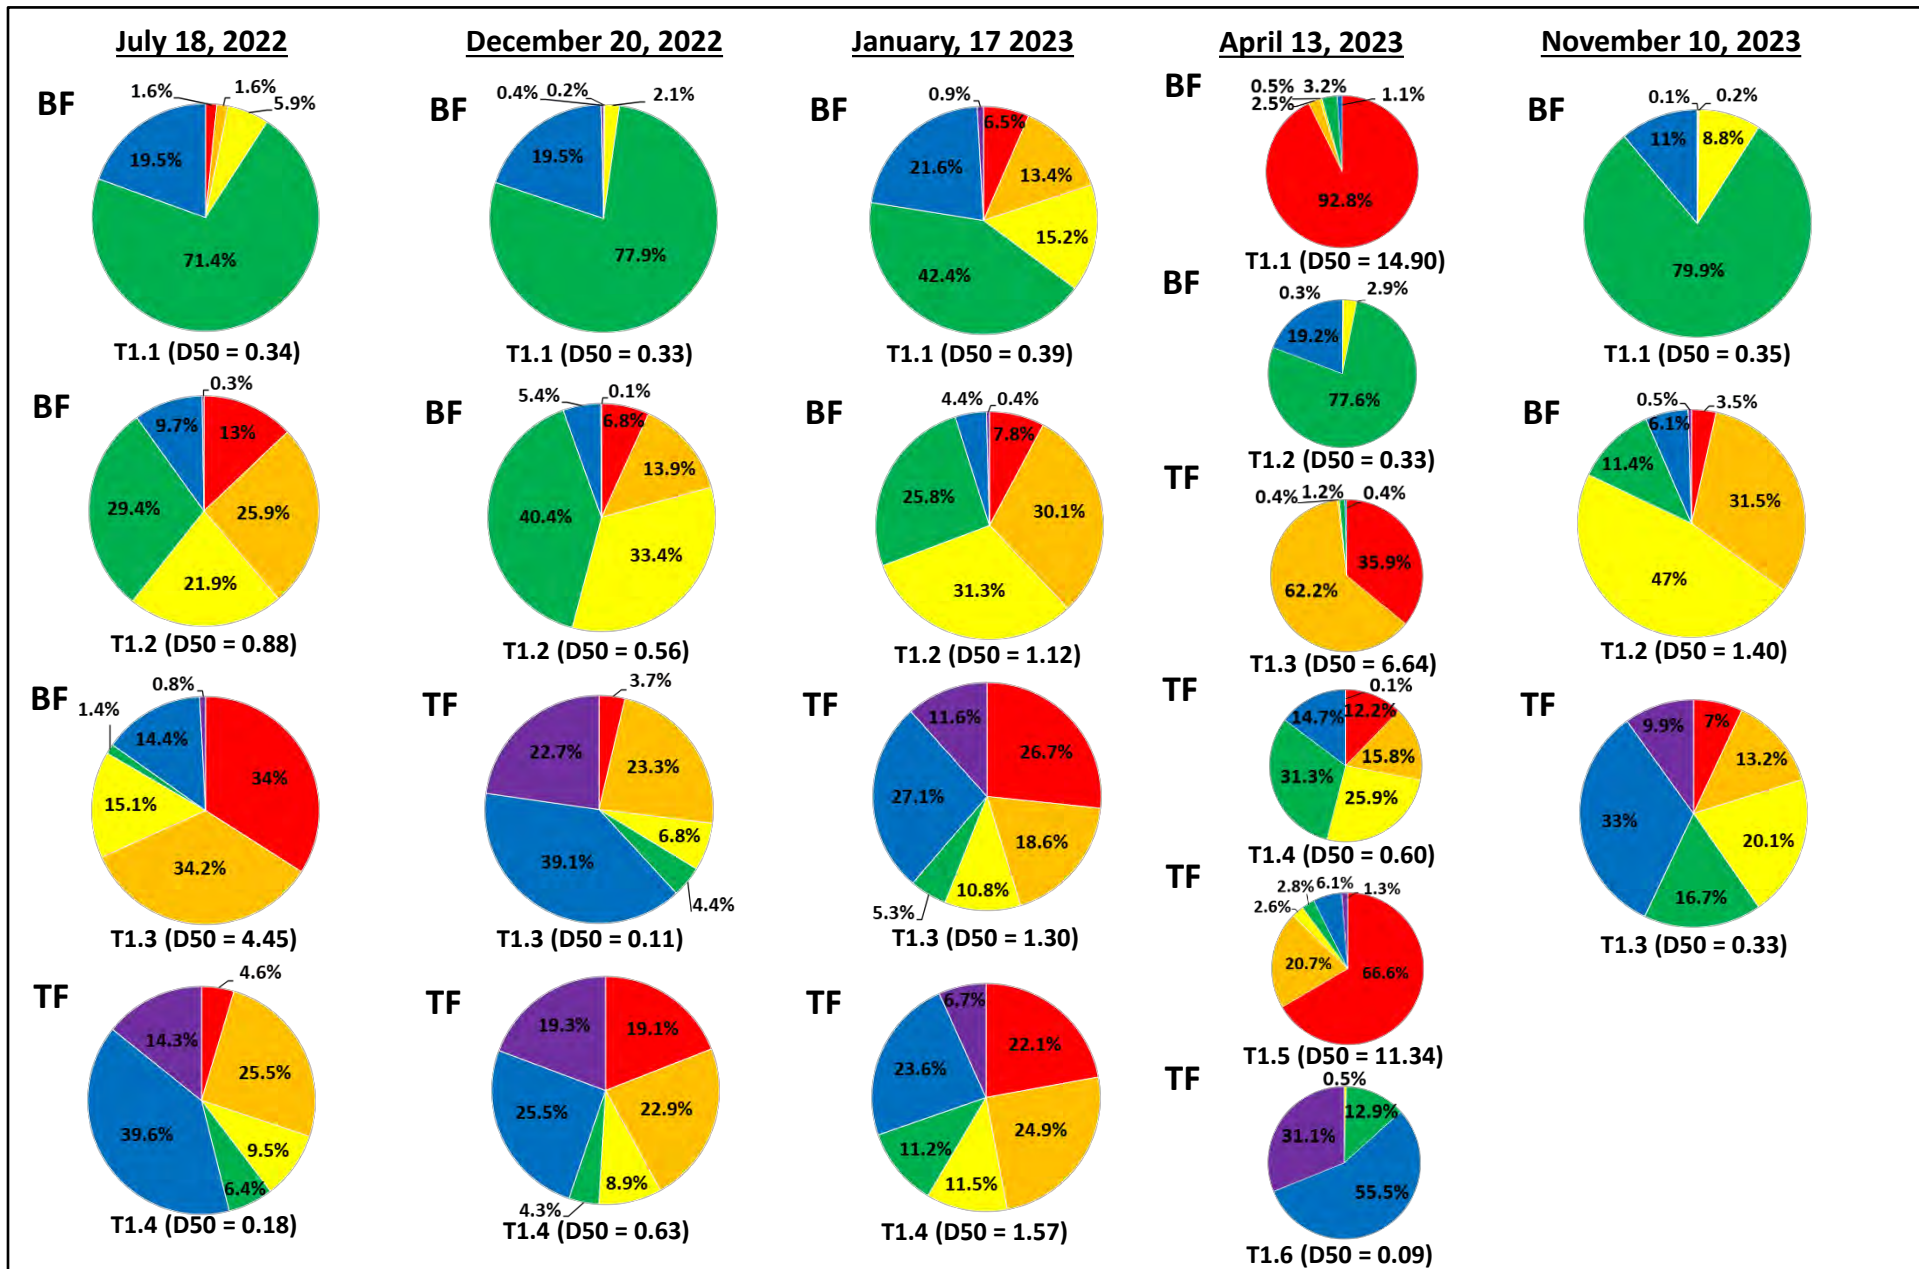 July 18, 2022
BF
1.6%
1.6%
5.9%
19.5%
71.4%
T1.1 (D50 = 0.34)
BF
0.3%
9.7%
13%
29.4%
25.9%
21.9%
T1.2 (D50 = 0.88)
BF
0.8%
1.4%
14.4%
34%
15.1%
34.2%
T1.3 (D50 = 4.45)
TF
4.6%
14.3%
25.5%
39.6%
9.5%
6.4%
T1.4 (D50 = 0.18)
December 20, 2022
0.4%
0.2%
2.1%
BF
19.5%
77.9%
T1.1 (D50 = 0.33)
BF
5.4%
0.1%
6.8%
13.9%
40.4%
33.4%
T1.2 (D50 = 0.56)
TF
3.7%
22.7%
23.3%
6.8%
39.1%
4.4%
T1.3 (D50 = 0.11)
TF
19.3%
19.1%
25.5%
22.9%
8.9%
4.3%
T1.4 (D50 = 0.63)
January, 17 2023
BF
0.9%
6.5%
21.6%
13.4%
15.2%
42.4%
T1.1 (D50 = 0.39)
BF
4.4%
0.4%
7.8%
25.8%
30.1%
31.3%
T1.2 (D50 = 1.12)
TF
11.6%
26.7%
27.1%
18.6%
10.8%
5.3%
T1.3 (D50 = 1.30)
TF
6.7%
22.1%
23.6%
24.9%
11.2%
11.5%
T1.4 (D50 = 1.57)
April 13, 2023
BF
0.5%
3.2%
2.5%
1.1%
92.8%
T1.1 (D50 = 14.90)
BF
0.3%
2.9%
19.2%
77.6%
T1.2 (D50 = 0.33)
TF
0.4%
1.2%
0.4%
35.9%
62.2%
T1.3 (D50 = 6.64)
TF
0.1%
14.7%
12.2%
15.8%
31.3%
25.9%
T1.4 (D50 = 0.60)
TF
2.8%
6.1%
1.3%
2.6%
20.7%
66.6%
T1.5 (D50 = 11.34)
TF
0.5%
12.9%
31.1%
55.5%
T1.6 (D50 = 0.09)
November 10, 2023
BF
0.1%
0.2%
11%
8.8%
79.9%
T1.1 (D50 = 0.35)
BF
0.5%
3.5%
6.1%
11.4%
31.5%
47%
T1.2 (D50 = 1.40)
TF
9.9%
7%
13.2%
33%
20.1%
16.7%
T1.3 (D50 = 0.33)